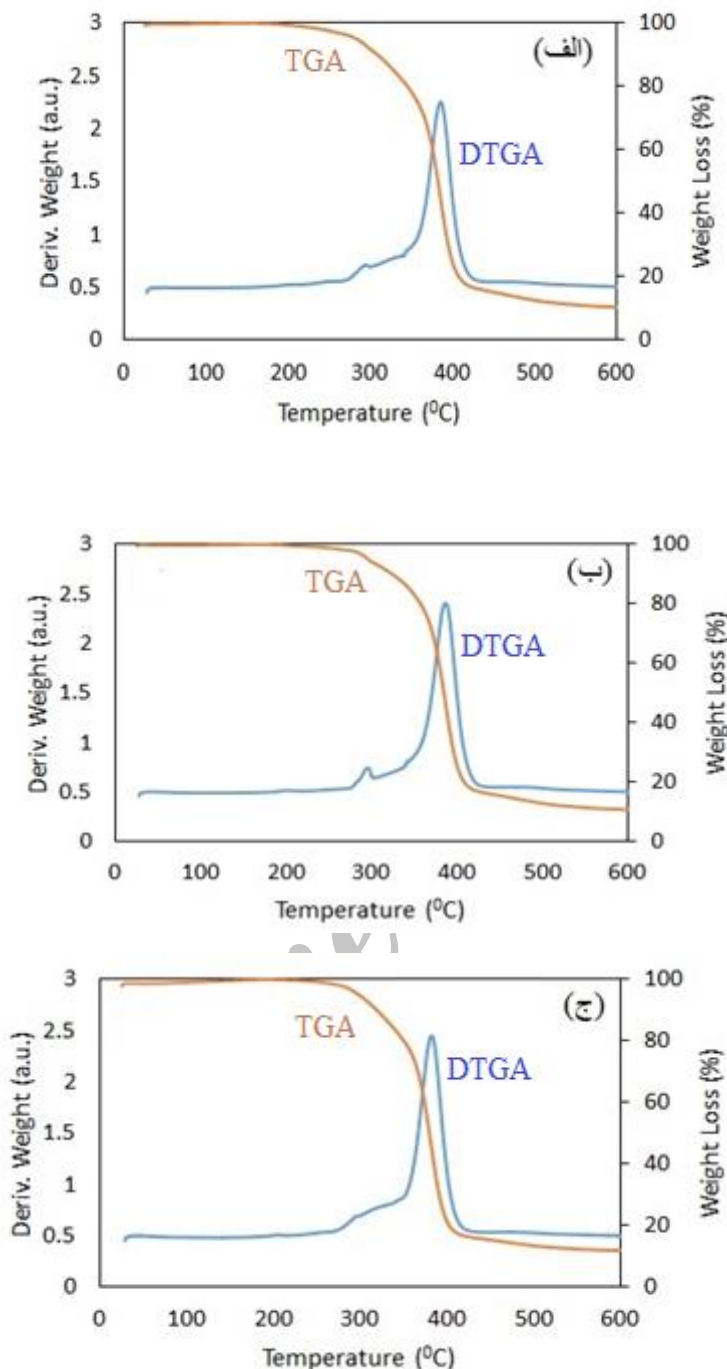 (الف)
TGA
DTGA
Deriv. Weight (a.u.)
3
2.5
2
1.5
1
0.5
0
Weight Loss (%)
100
80
60
40
20
0
0 100 200 300 400 500 600
Temperature (⁰C)
(ب)
TGA
DTGA
Deriv. Weight (a.u.)
3
2.5
2
1.5
1
0.5
0
Weight Loss (%)
100
80
60
40
20
0
0 100 200 300 400 500 600
Temperature (⁰C)
(ج)
TGA
DTGA
Deriv. Weight (a.u.)
3
2.5
2
1.5
1
0.5
0
Weight Loss (%)
100
80
60
40
20
0
0 100 200 300 400 500 600
Temperature (⁰C)